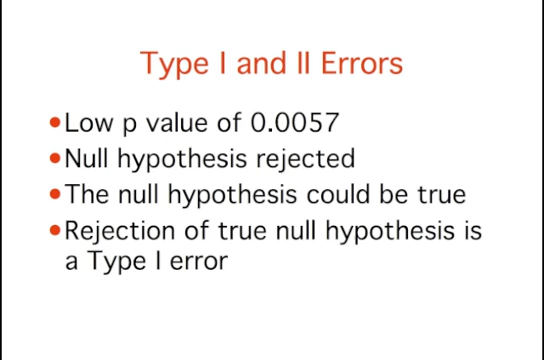 Type I and II Errors
•Low p value of 0.0057
•Null hypothesis rejected
•The null hypothesis could be true
•Rejection of true null hypothesis is
a Type I error